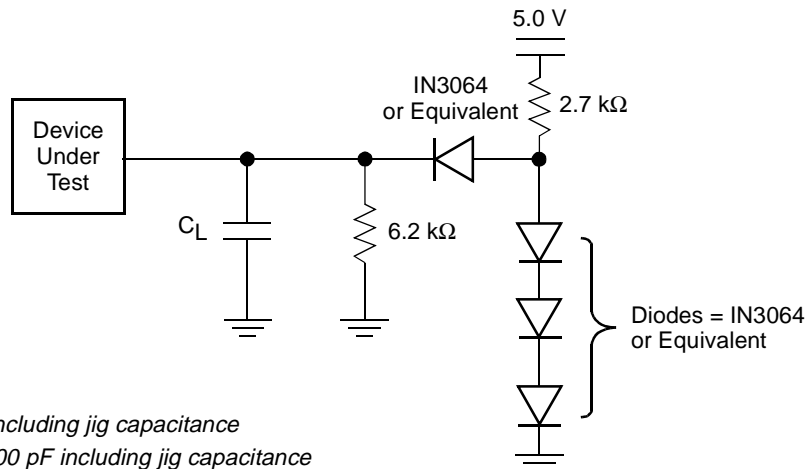 5.0 V
IN3064
or Equivalent
2.7 kΩ
Device
Under
Test
CL
6.2 kΩ
Diodes = IN3064
or Equivalent
including jig capacitance
00 pF including jig capacitance